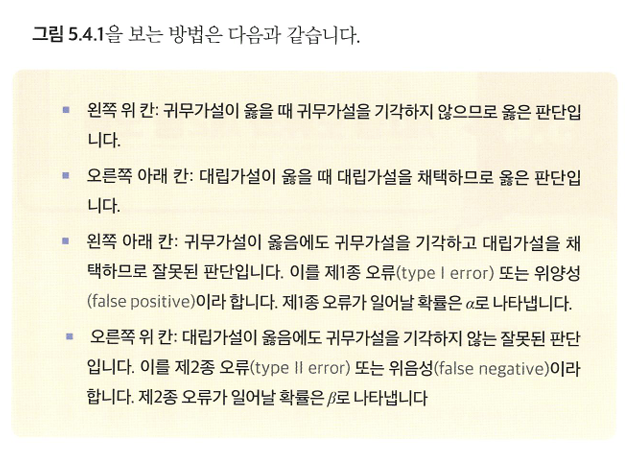 그림 5.4.1을 보는 방법은 다음과 같습니다.
▪ 왼쪽 위 칸: 귀무가설이 옳을 때 귀무가설을 기각하지 않으므로 옳은 판단입
니다.
▪ 오른쪽 아래 칸: 대립가설이 옳을 때 대립가설을 채택하므로 옳은 판단입
니다.
▪ 왼쪽 아래 칸: 귀무가설이 옳음에도 귀무가설을 기각하고 대립가설을 채
택하므로 잘못된 판단입니다. 이를 제1종 오류(type I error) 또는 위양성
(false positive)이라 합니다. 제1종 오류가 일어날 확률은 α로 나타냅니다.
▪ 오른쪽 위 칸: 대립가설이 옳음에도 귀무가설을 기각하지 않는 잘못된 판단
입니다. 이를 제2종 오류(type II error) 또는 위음성(false negative)이라
합니다. 제2종 오류가 일어날 확률은 β로 나타냅니다